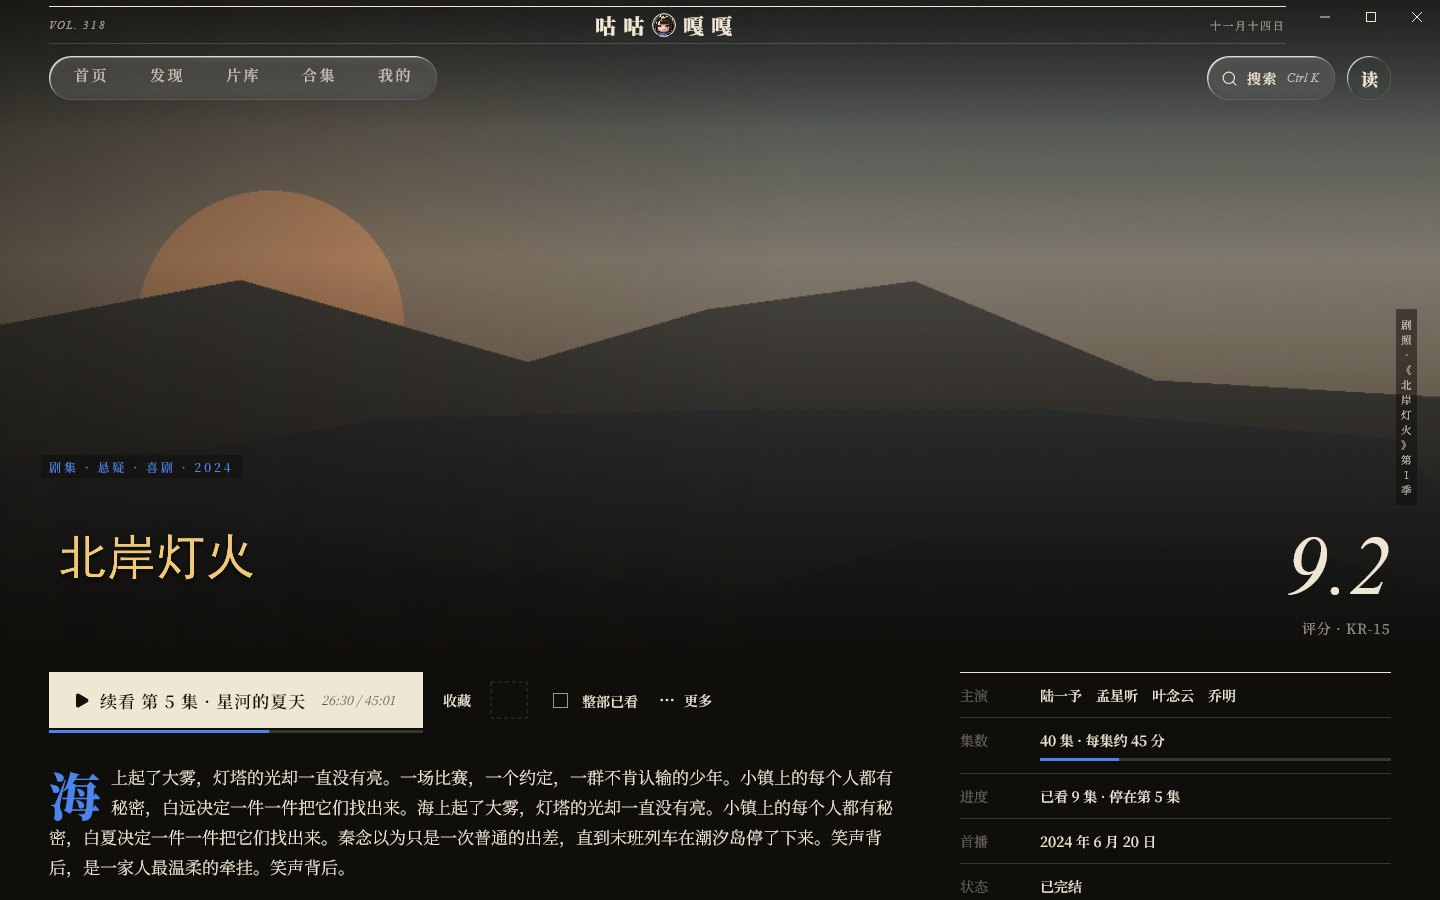 VOL. 318
咕咕嘎嘎
十一月十四日
首页 发现 片库 合集 我的
搜索 Ctrl K
读
剧照·《北岸灯火》第1季
剧集 · 悬疑 · 喜剧 · 2024
北岸灯火
9.2
评分 · KR-15
续看 第 5 集 · 星河的夏天 26:30 / 45:01
收藏
整部已看
··· 更多
海上起了大雾，灯塔的光却一直没有亮。一场比赛，一个约定，一群不肯认输的少年。小镇上的每个人都有
秘密，白远决定一件一件把它们找出来。海上起了大雾，灯塔的光却一直没有亮。小镇上的每个人都有秘
密，白夏决定一件一件把它们找出来。秦念以为只是一次普通的出差，直到末班列车在潮汐岛停了下来。笑声背
后，是一家人最温柔的牵挂。笑声背后。
主演 陆一予 孟星听 叶念云 乔明
集数 40 集 · 每集约 45 分
进度 已看 9 集 · 停在第 5 集
首播 2024 年 6 月 20 日
状态 已完结